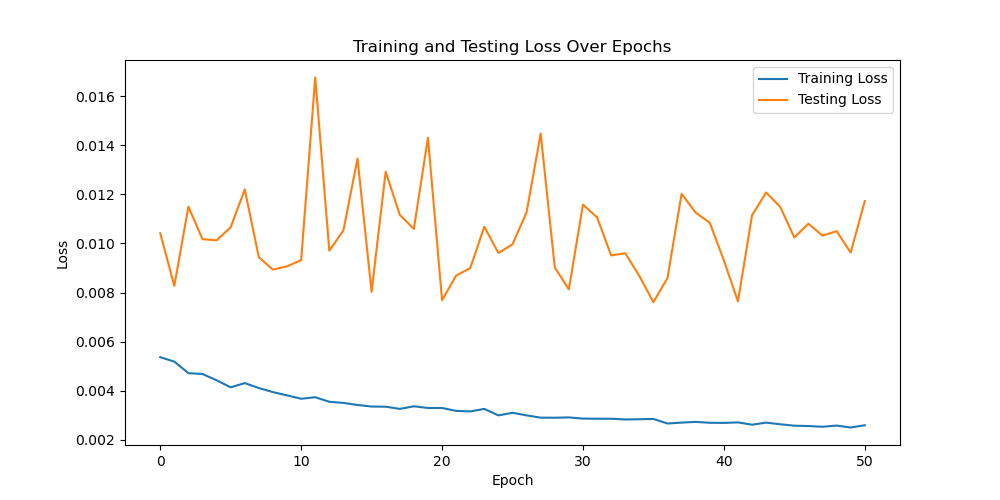 Training and Testing Loss Over Epochs
Training Loss
Testing Loss
0.016
0.014
0.012
0.010
0.008
0.006
0.004
0.002
Loss
0 10 20 30 40 50
Epoch